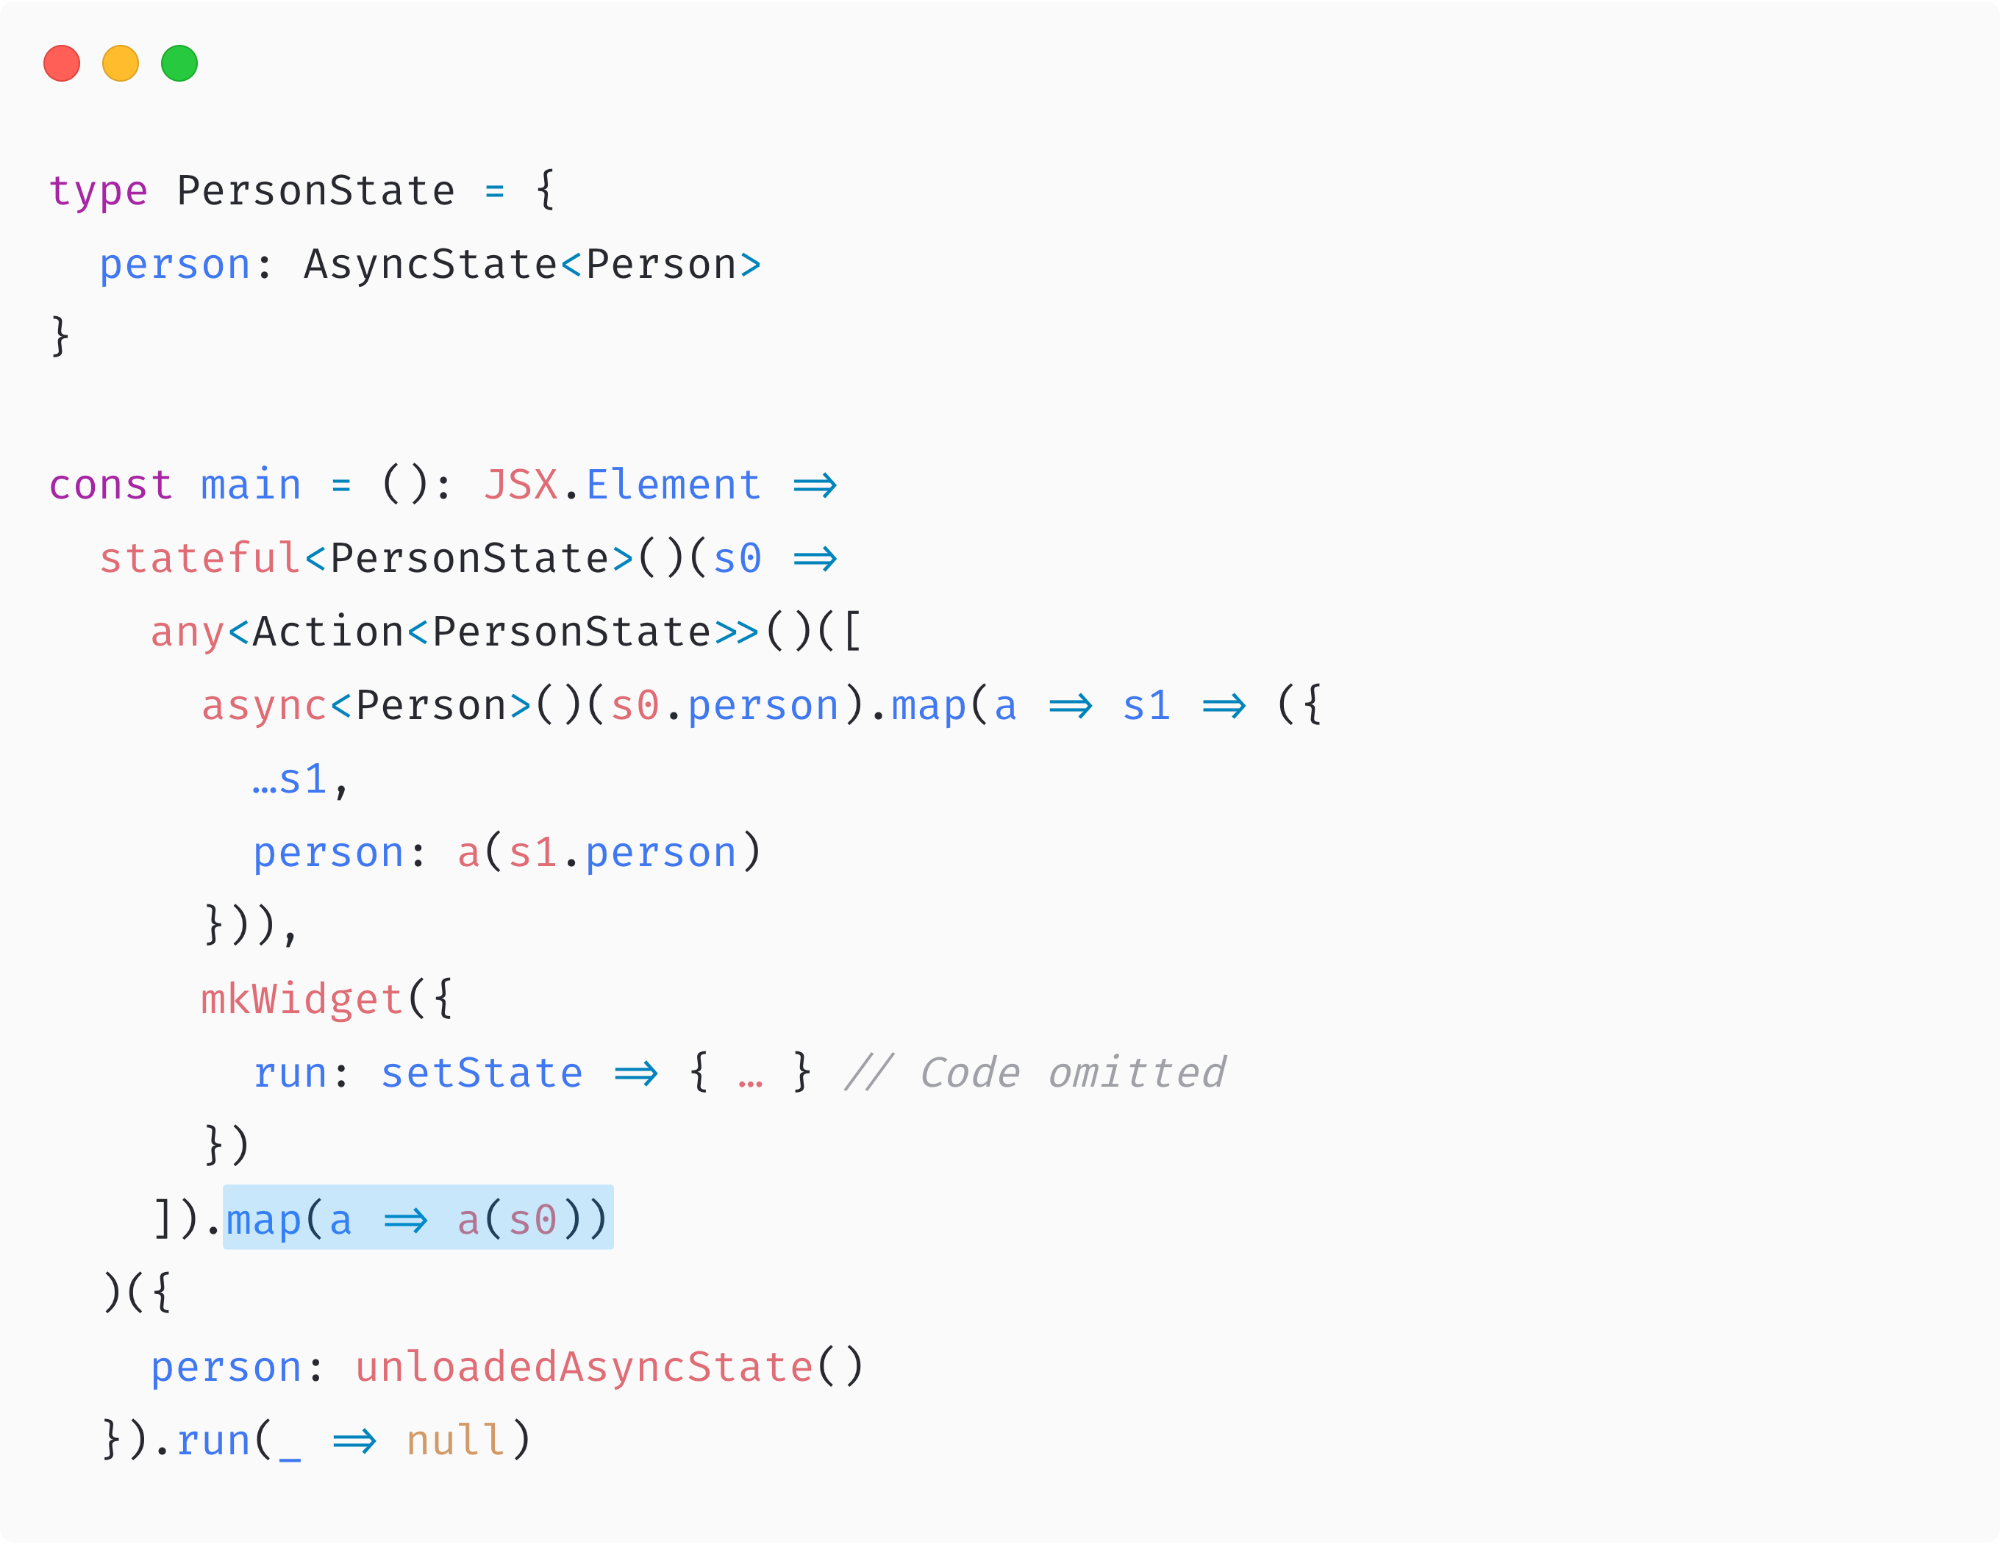 type PersonState = {
  person: AsyncState<Person>
}

const main = (): JSX.Element =>
  stateful<PersonState>()(s0 =>
    any<Action<PersonState>>()([
      async<Person>()(s0.person).map(a => s1 => ({
        …s1,
        person: a(s1.person)
      })),
      mkWidget({
        run: setState => { … } // Code omitted
      })
    ]).map(a => a(s0))
  )({
    person: unloadedAsyncState()
  }).run(_ => null)